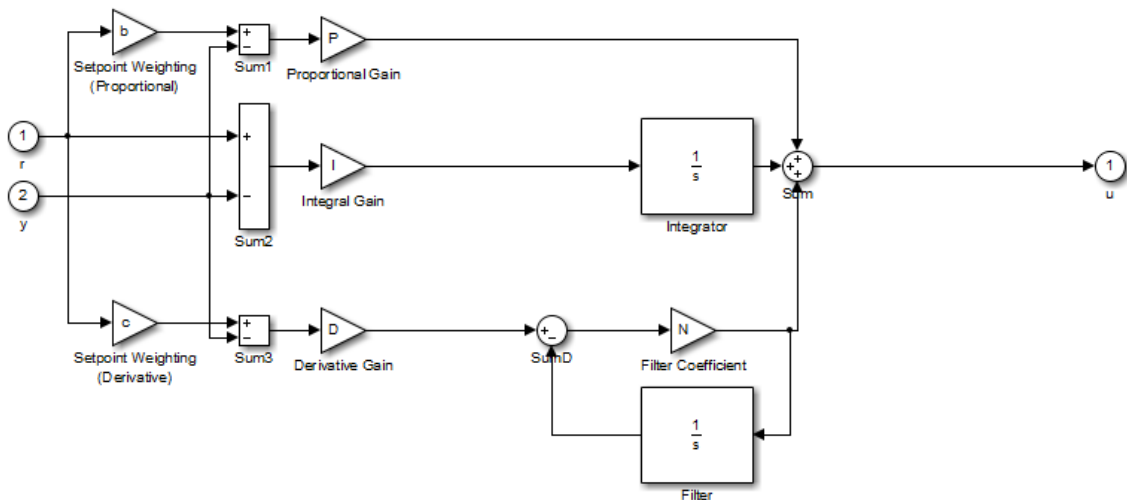 b
+
−
Sum1
P
Setpoint Weighting
(Proportional)
Proportional Gain
1
r
2
y
+
−
Sum2
I
Integral Gain
1
s
Integrator
+
+
+
Sum
1
u
c
Setpoint Weighting
(Derivative)
+
−
Sum3
D
Derivative Gain
+
−
SumD
N
Filter Coefficient
1
s
Filter